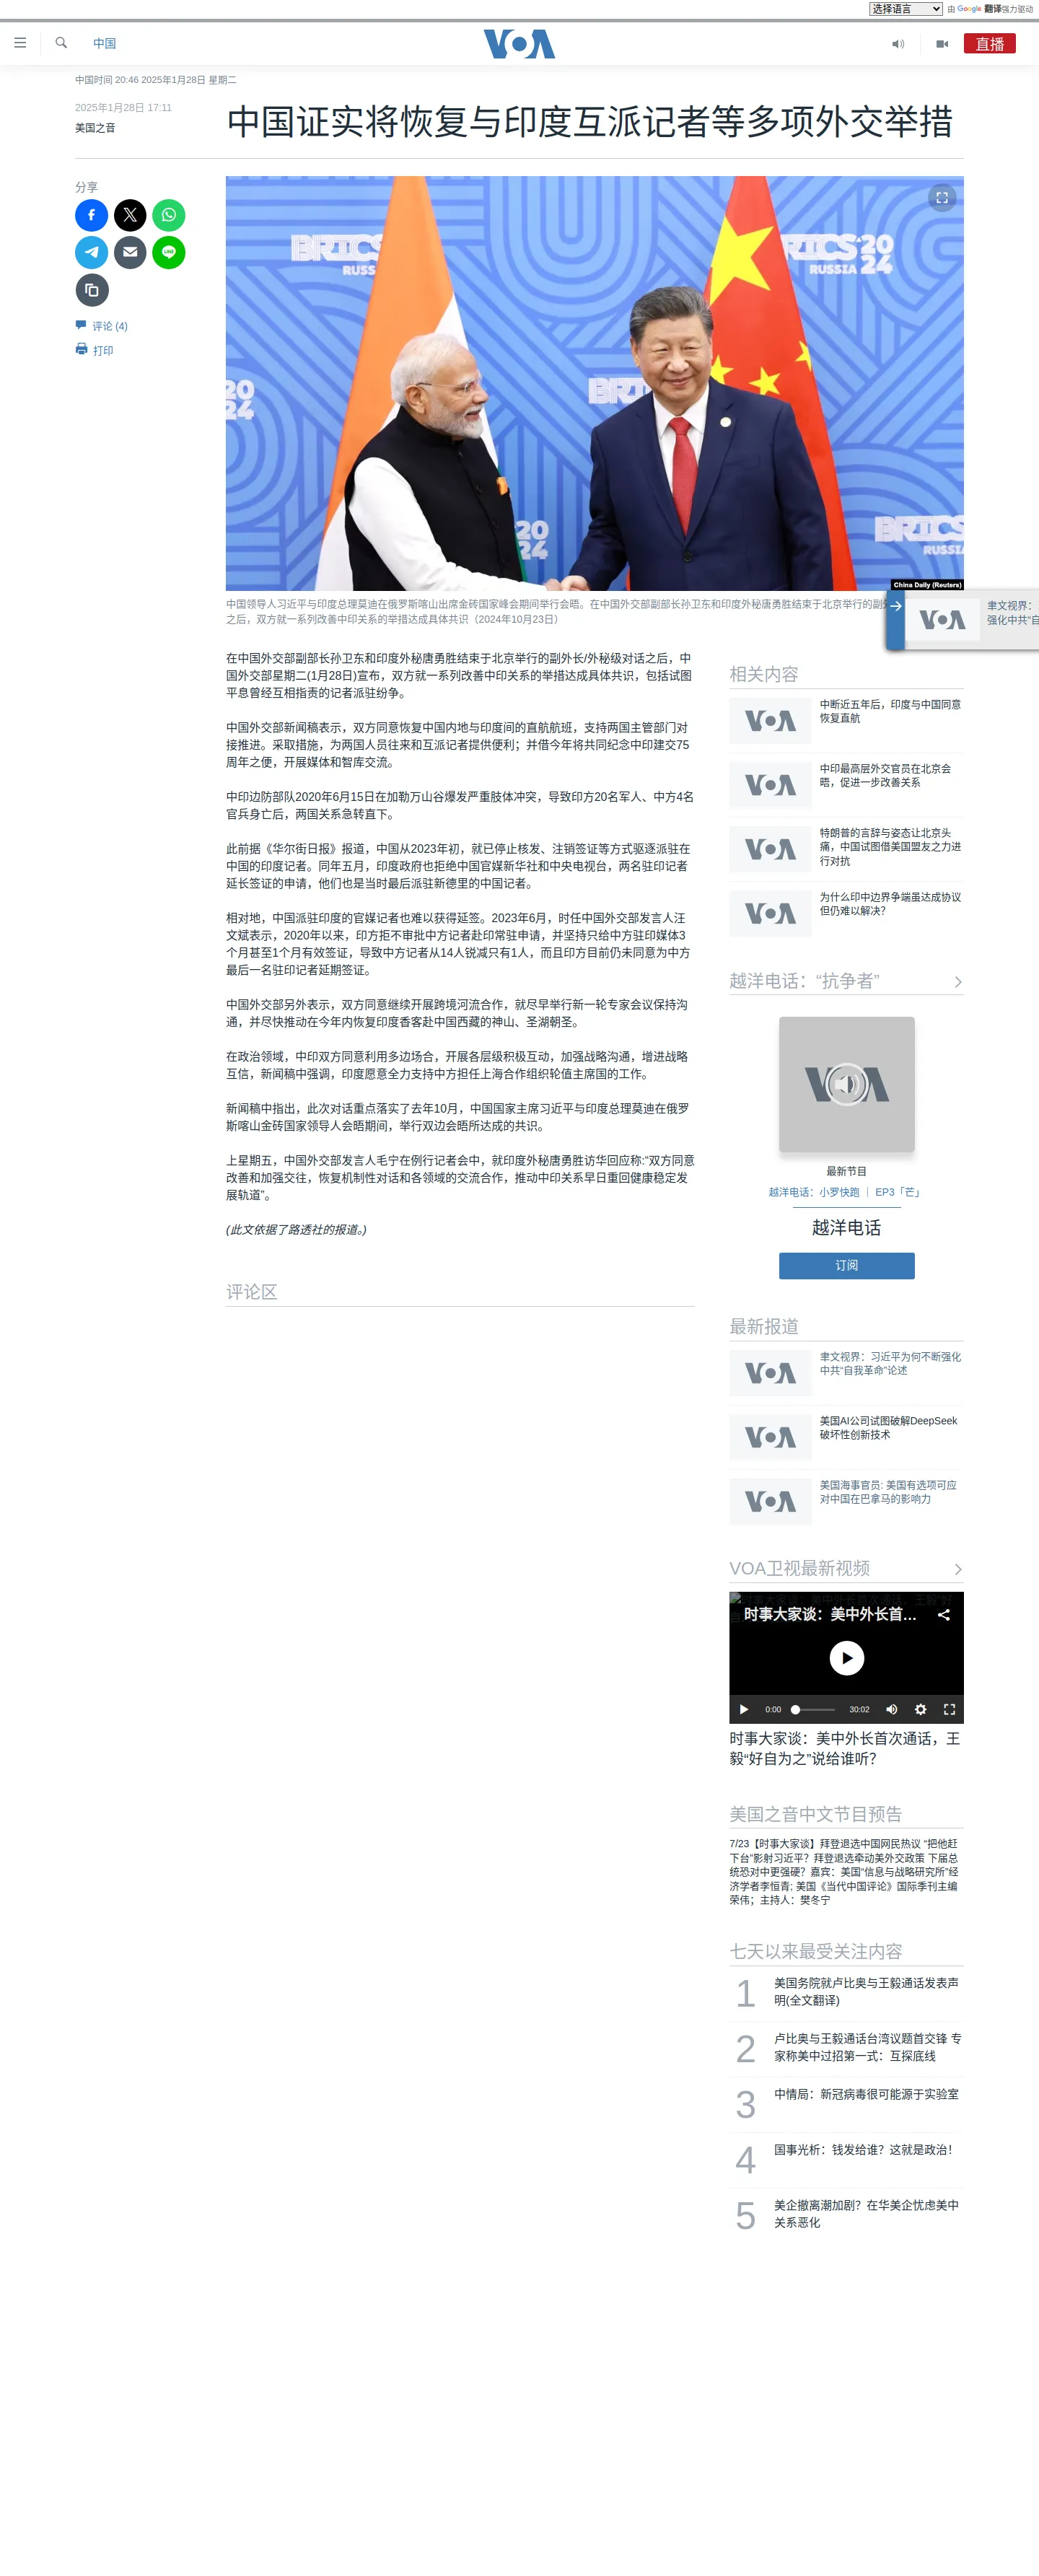 选择语言
由 Google 翻译强力驱动
中国
VOA
直播
中国时间 20:46 2025年1月28日 星期二
2025年1月28日 17:11
美国之音
中国证实将恢复与印度互派记者等多项外交举措
分享
LINE
评论 (4)
打印
BRICS 2024
RUSSIA
BRICS 2024
RUSSIA
2024
BRICS
2024
BRICS
RUSSIA
China Daily (Reuters)
中国领导人习近平与印度总理莫迪在俄罗斯喀山出席金砖国家峰会期间举行会晤。在中国外交部副部长孙卫东和印度外秘唐勇胜结束于北京举行的副外
之后，双方就一系列改善中印关系的举措达成具体共识（2024年10月23日）
VOA
聿文视界：
强化中共“自
在中国外交部副部长孙卫东和印度外秘唐勇胜结束于北京举行的副外长/外秘级对话之后，中
国外交部星期二(1月28日)宣布，双方就一系列改善中印关系的举措达成具体共识，包括试图
平息曾经互相指责的记者派驻纷争。
中国外交部新闻稿表示，双方同意恢复中国内地与印度间的直航航班，支持两国主管部门对
接推进。采取措施，为两国人员往来和互派记者提供便利；并借今年将共同纪念中印建交75
周年之便，开展媒体和智库交流。
中印边防部队2020年6月15日在加勒万山谷爆发严重肢体冲突，导致印方20名军人、中方4名
官兵身亡后，两国关系急转直下。
此前据《华尔街日报》报道，中国从2023年初，就已停止核发、注销签证等方式驱逐派驻在
中国的印度记者。同年五月，印度政府也拒绝中国官媒新华社和中央电视台，两名驻印记者
延长签证的申请，他们也是当时最后派驻新德里的中国记者。
相对地，中国派驻印度的官媒记者也难以获得延签。2023年6月，时任中国外交部发言人汪
文斌表示，2020年以来，印方拒不审批中方记者赴印常驻申请，并坚持只给中方驻印媒体3
个月甚至1个月有效签证，导致中方记者从14人锐减只有1人，而且印方目前仍未同意为中方
最后一名驻印记者延期签证。
中国外交部另外表示，双方同意继续开展跨境河流合作，就尽早举行新一轮专家会议保持沟
通，并尽快推动在今年内恢复印度香客赴中国西藏的神山、圣湖朝圣。
在政治领域，中印双方同意利用多边场合，开展各层级积极互动，加强战略沟通，增进战略
互信，新闻稿中强调，印度愿意全力支持中方担任上海合作组织轮值主席国的工作。
新闻稿中指出，此次对话重点落实了去年10月，中国国家主席习近平与印度总理莫迪在俄罗
斯喀山金砖国家领导人会晤期间，举行双边会晤所达成的共识。
上星期五，中国外交部发言人毛宁在例行记者会中，就印度外秘唐勇胜访华回应称:“双方同意
改善和加强交往，恢复机制性对话和各领域的交流合作，推动中印关系早日重回健康稳定发
展轨道”。
(此文依据了路透社的报道。)
评论区
相关内容
VOA
中断近五年后，印度与中国同意
恢复直航
VOA
中印最高层外交官员在北京会
晤，促进一步改善关系
VOA
特朗普的言辞与姿态让北京头
痛，中国试图借美国盟友之力进
行对抗
VOA
为什么印中边界争端虽达成协议
但仍难以解决？
越洋电话：“抗争者”
VOA
最新节目
越洋电话：小罗快跑 ｜ EP3「芒」
越洋电话
订阅
最新报道
VOA
聿文视界：习近平为何不断强化
中共“自我革命”论述
VOA
美国AI公司试图破解DeepSeek
破坏性创新技术
VOA
美国海事官员: 美国有选项可应
对中国在巴拿马的影响力
VOA卫视最新视频
时事大家谈：美中外长首…
0:00
30:02
时事大家谈：美中外长首次通话，王
毅“好自为之”说给谁听？
美国之音中文节目预告
7/23【时事大家谈】拜登退选中国网民热议 “把他赶
下台”影射习近平？拜登退选牵动美外交政策 下届总
统恐对中更强硬？嘉宾：美国“信息与战略研究所”经
济学者李恒青; 美国《当代中国评论》国际季刊主编
荣伟；主持人：樊冬宁
七天以来最受关注内容
1
美国务院就卢比奥与王毅通话发表声
明(全文翻译)
2
卢比奥与王毅通话台湾议题首交锋 专
家称美中过招第一式：互探底线
3
中情局：新冠病毒很可能源于实验室
4
国事光析：钱发给谁？这就是政治！
5
美企撤离潮加剧？在华美企忧虑美中
关系恶化